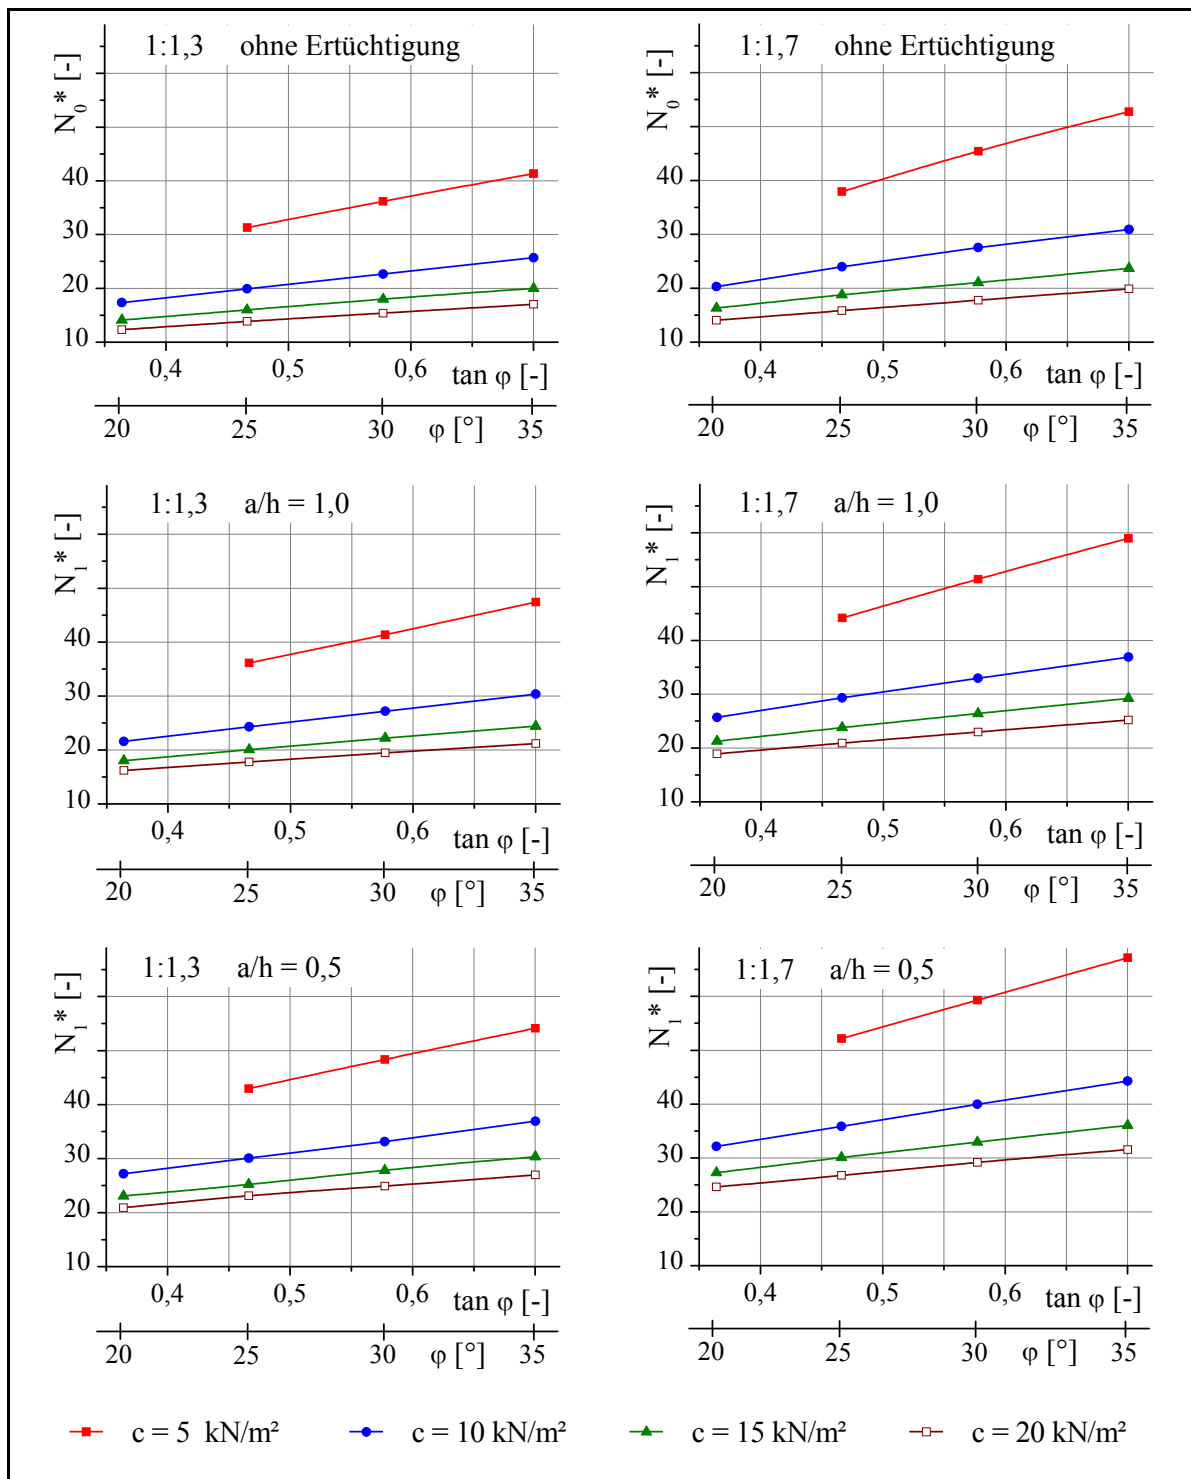 1:1,3 ohne Ertüchtigung
N0* [-]
40
30
20
10
0,4 0,5 0,6 tan φ [-]
20 25 30 φ [°] 35
1:1,7 ohne Ertüchtigung
N0* [-]
40
30
20
10
0,4 0,5 0,6 tan φ [-]
20 25 30 φ [°] 35
1:1,3 a/h = 1,0
N1* [-]
40
30
20
10
0,4 0,5 0,6 tan φ [-]
20 25 30 φ [°] 35
1:1,7 a/h = 1,0
N1* [-]
40
30
20
10
0,4 0,5 0,6 tan φ [-]
20 25 30 φ [°] 35
1:1,3 a/h = 0,5
N1* [-]
40
30
20
10
0,4 0,5 0,6 tan φ [-]
20 25 30 φ [°] 35
1:1,7 a/h = 0,5
N1* [-]
40
30
20
10
0,4 0,5 0,6 tan φ [-]
20 25 30 φ [°] 35
c = 5 kN/m² c = 10 kN/m² c = 15 kN/m² c = 20 kN/m²